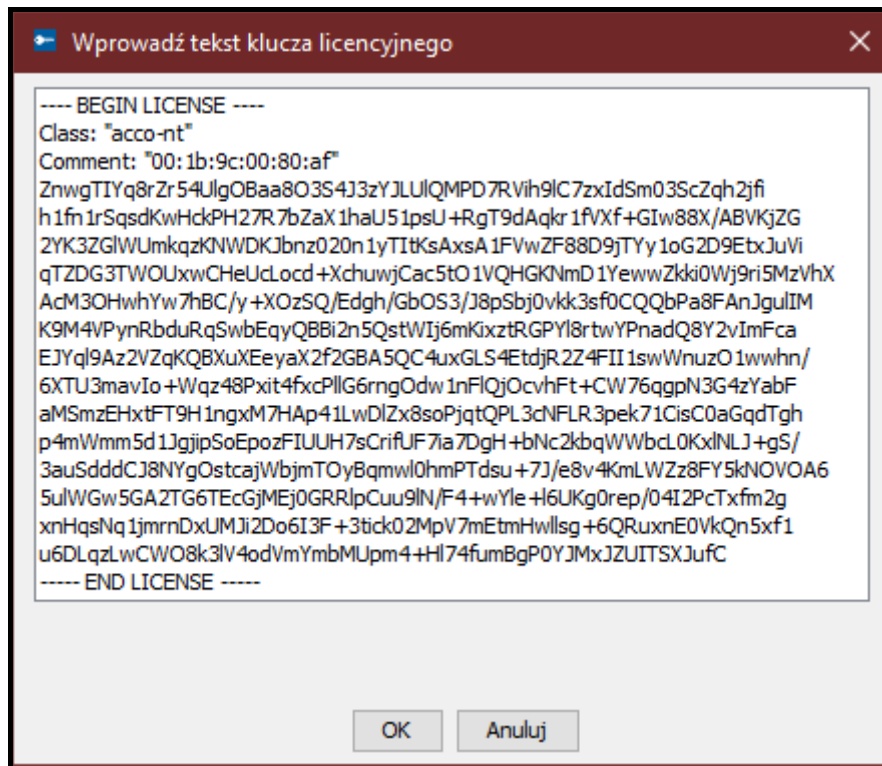 Wprowadź tekst klucza licencyjnego
---- BEGIN LICENSE ----
Class: "acco-nt"
Comment: "00:1b:9c:00:80:af"
ZnwgTIYq8rZr54UlgOBaa8O3S4J3zYJLUlQMPD7RVih9lC7zxIdSm03ScZqh2jfi
h1fn1rSqsdKwHckPH27R7bZaX1haU51psU+RgT9dAqkr1fVXf+GIw88X/ABVKjZG
2YK3ZGlWUmkqzKNWDKJbnz020n1yTItKsAxsA1FVwZF88D9jTYy1oG2D9EtxJuVi
qTZDG3TWOUxwCHeUcLocd+XchuwjCac5tO1VQHGKNmD1YewwZkki0Wj9ri5MzVhX
AcM3OHwhYw7hBC/y+XOzSQ/Edgh/GbOS3/J8pSbj0vkk3sf0CQQbPa8FAnJgulIM
K9M4VPynRbduRqSwbEqyQBBi2n5QstWIj6mKixztRGPYl8rtwYPnadQ8Y2vImFca
EJYql9Az2VZqKQBXuXEeyaX2f2GBA5QC4uxGLS4EtdjR2Z4FII1swWnuzO1wwhn/
6XTU3mavIo+Wqz48Pxit4fxcPllG6rngOdw1nFlQjOcvhFt+CW76qgpN3G4zYabF
aMSmzEHxtFT9H1ngxM7HAp41LwDlZx8soPjqtQPL3cNFLR3pek71CisC0aGqdTgh
p4mWmm5d1JgjipSoEpozFIUUH7sCrifUF7ia7DgH+bNc2kbqWWbcL0KxlNLJ+gS/
3auSdddCJ8NYgOstcajWbjmTOyBqmwl0hmPTdsu+7J/e8v4KmLWZz8FY5kNOVOA6
5ulWGw5GA2TG6TEcGjMEj0GRRlpCuu9lN/F4+wYle+l6UKg0rep/04I2PcTxfm2g
xnHqsNq1jmrnDxUMJi2Do6I3F+3tick02MpV7mEtmHwllsg+6QRuxnE0VkQn5xf1
u6DLqzLwCWO8k3lV4odVmYmbMUpm4+Hl74fumBgP0YJMxJZUITSXJufC
----- END LICENSE -----
OK
Anuluj